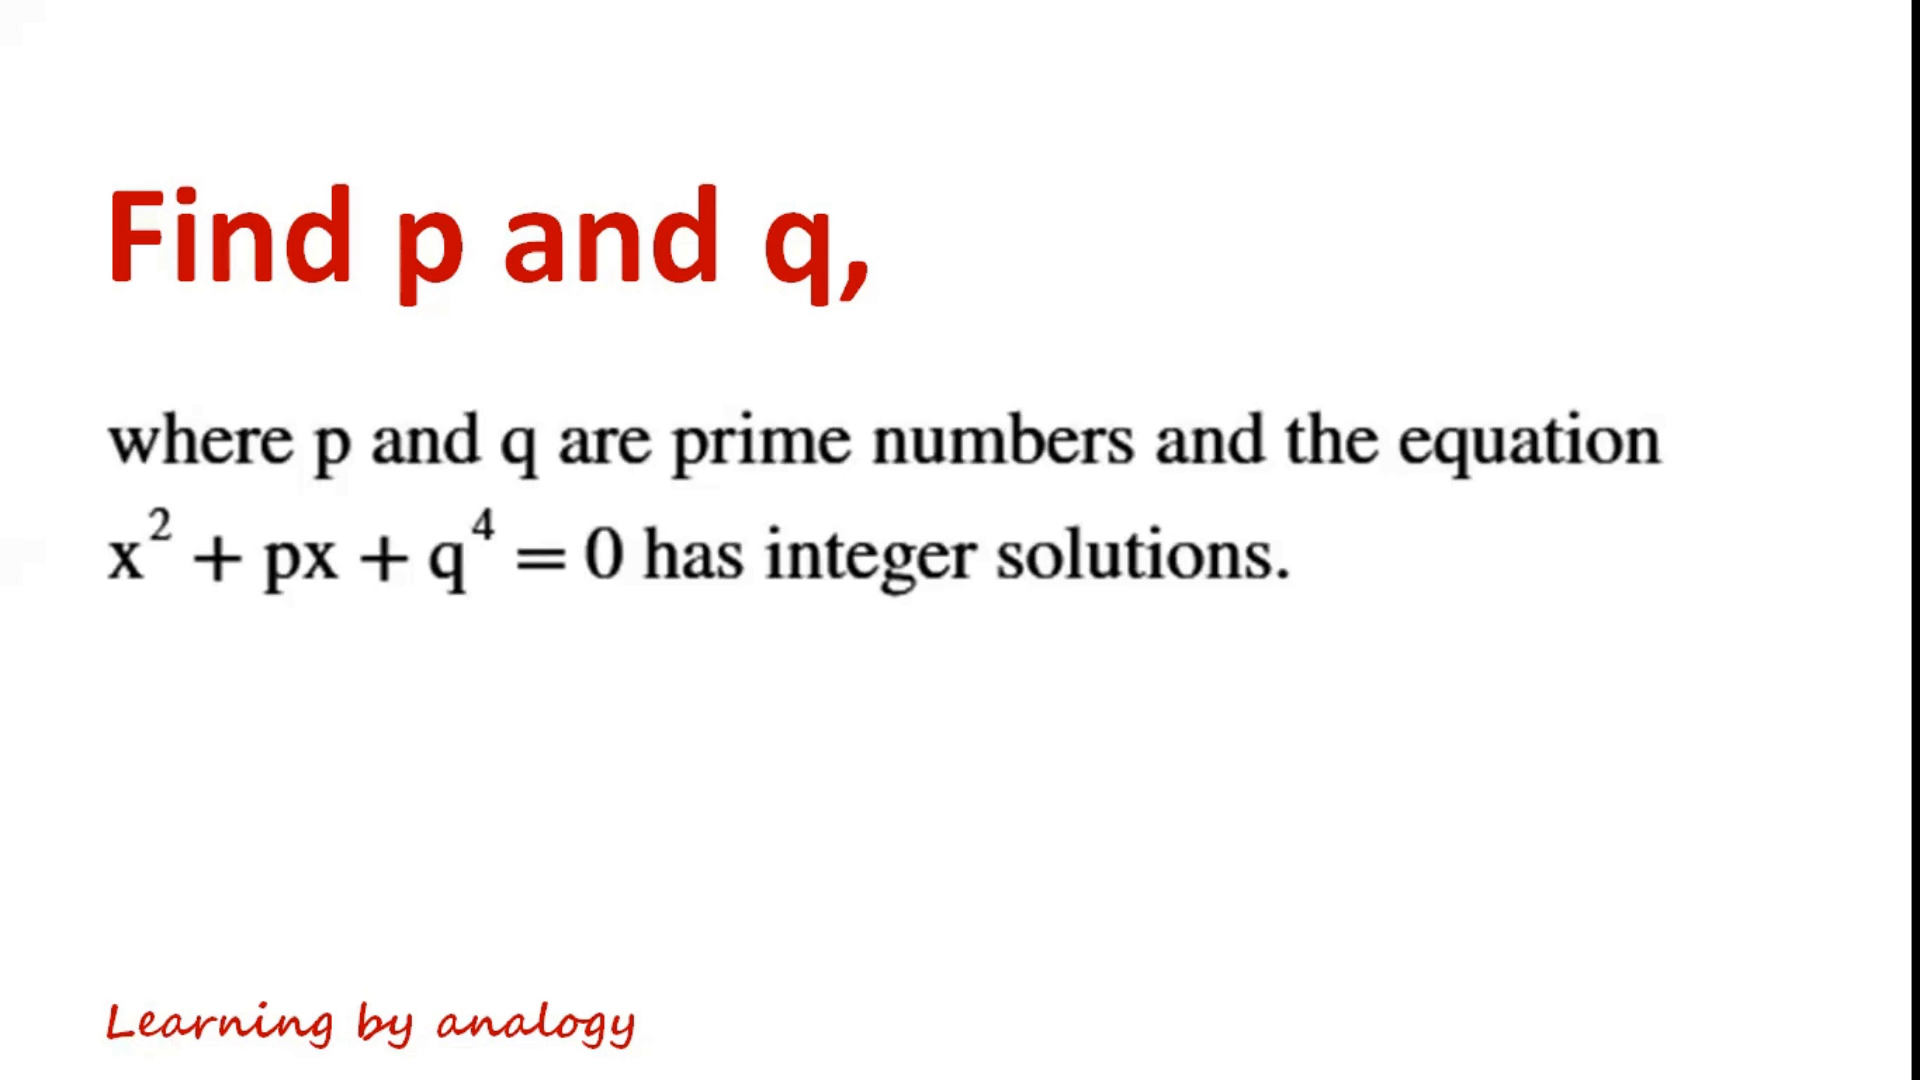 Find p and q,
where p and q are prime numbers and the equation
x² + px + q⁴ = 0 has integer solutions.
Learning by analogy